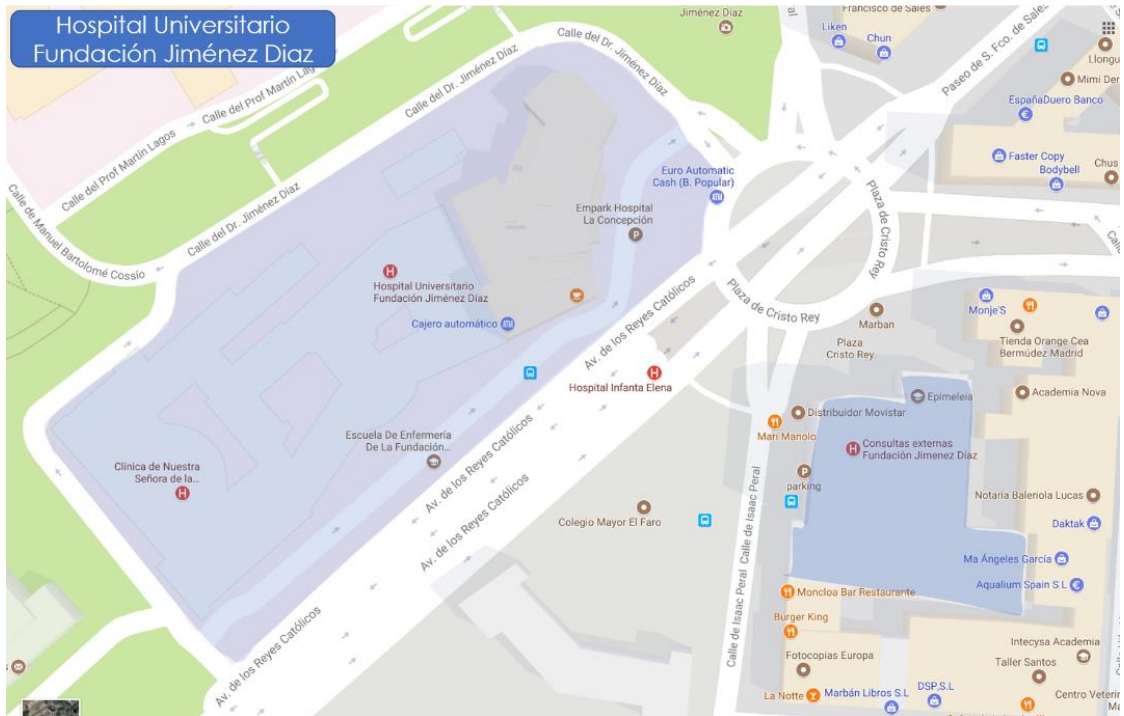 Hospital Universitario
Fundación Jiménez Diaz
Jiménez Díaz
Francisco de Sales
Liken
Chun
Paseo de S. Fco. de Sales
Llongu
Mimi Der
EspañaDuero Banco
Faster Copy
Bodybell
Chus
Calle del Dr. Jiménez Díaz
Calle del Dr. Jiménez Díaz
Calle del Prof Martín Lagos
Calle del Prof Martín Lagos
Calle del Dr. Jiménez Díaz
Calle de Manuel Bartolomé Cossío
Euro Automatic
Cash (B. Popular)
Empark Hospital
La Concepción
Plaza de Cristo Rey
Hospital Universitario
Fundación Jiménez Díaz
Cajero automático
Plaza de Cristo Rey
Av. de los Reyes Católicos
Marban
Plaza
Cristo Rey
Monje'S
Tienda Orange Cea
Bermúdez Madrid
Hospital Infanta Elena
Epimeleia
Academia Nova
Distribuidor Movistar
Mari Manolo
Consultas externas
Fundación Jimenez Díaz
Escuela De Enfermería
De La Fundación...
Clínica de Nuestra
Señora de la...
parking
Av. de los Reyes Católicos
Av. de los Reyes Católicos
Colegio Mayor El Faro
Notaria Baleriola Lucas
Daktak
Calle de Isaac Peral
Calle de Isaac Peral
Ma Ángeles García
Aqualium Spain S.L
Moncloa Bar Restaurante
Burger King
Intecysa Academia
Fotocopias Europa
Taller Santos
Av. de los Reyes Católicos
La Notte
Marbán Libros S.L
DSP,S.L
Centro Veterin